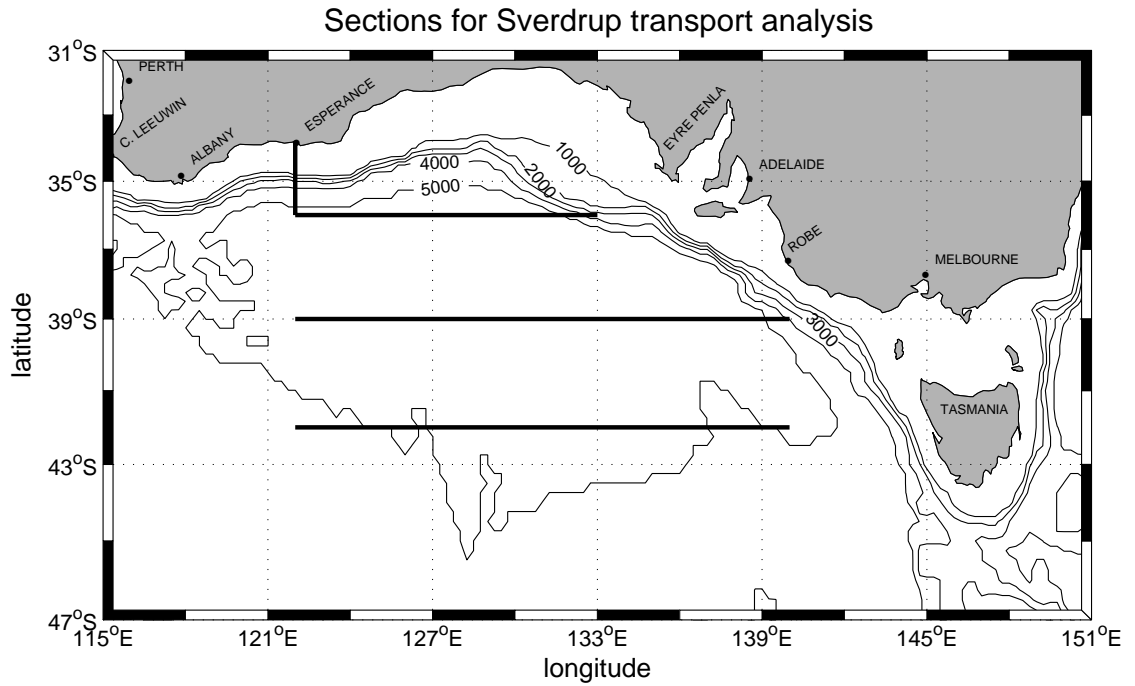 Sections for Sverdrup transport analysis
31°S
PERTH
C. LEEUWIN
ALBANY
ESPERANCE
EYRE PENLA
ADELAIDE
1000
4000
2000
5000
35°S
ROBE
MELBOURNE
39°S
3000
TASMANIA
43°S
47°S
latitude
115°E 121°E 127°E 133°E 139°E 145°E 151°E
longitude